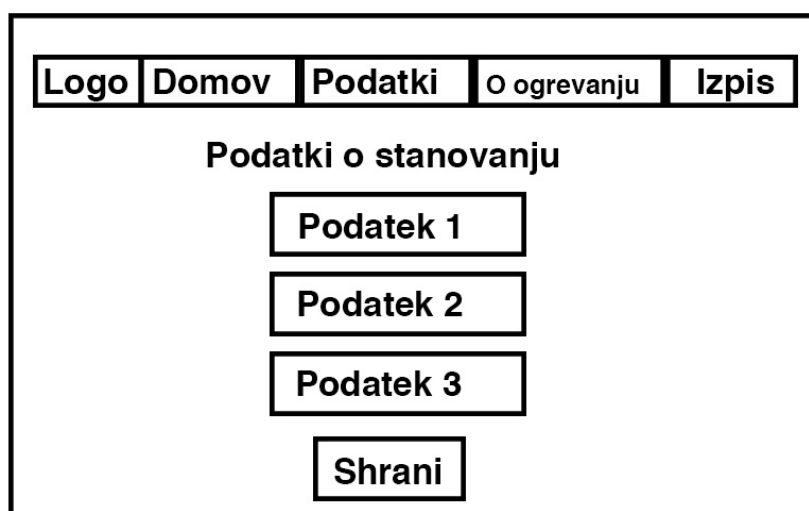 Logo Domov Podatki O ogrevanju Izpis
Podatki o stanovanju
Podatek 1
Podatek 2
Podatek 3
Shrani